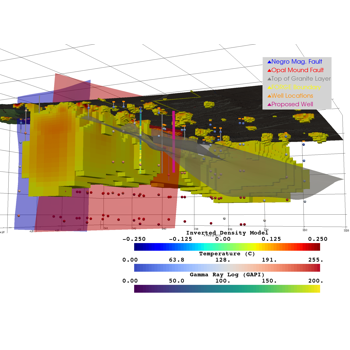 Negro Mag. Fault
Opal Mound Fault
Top of Granite Layer
Well Locations
Proposed Well
Inverted Density Model
-0.250 -0.125 0.00 0.125 0.250
Temperature (C)
0.00 63.8 128. 191. 255.
Gamma Ray Log (GAPI)
0.00 50.0 100. 150. 200.